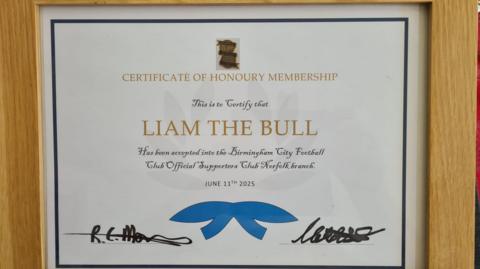 CERTIFICATE OF HONOURY MEMBERSHIP
This is to Certify that
LIAM THE BULL
Has been accepted into the Birmingham City Football
Club Official Supporters Club Norfolk branch.
JUNE 11TH 2025